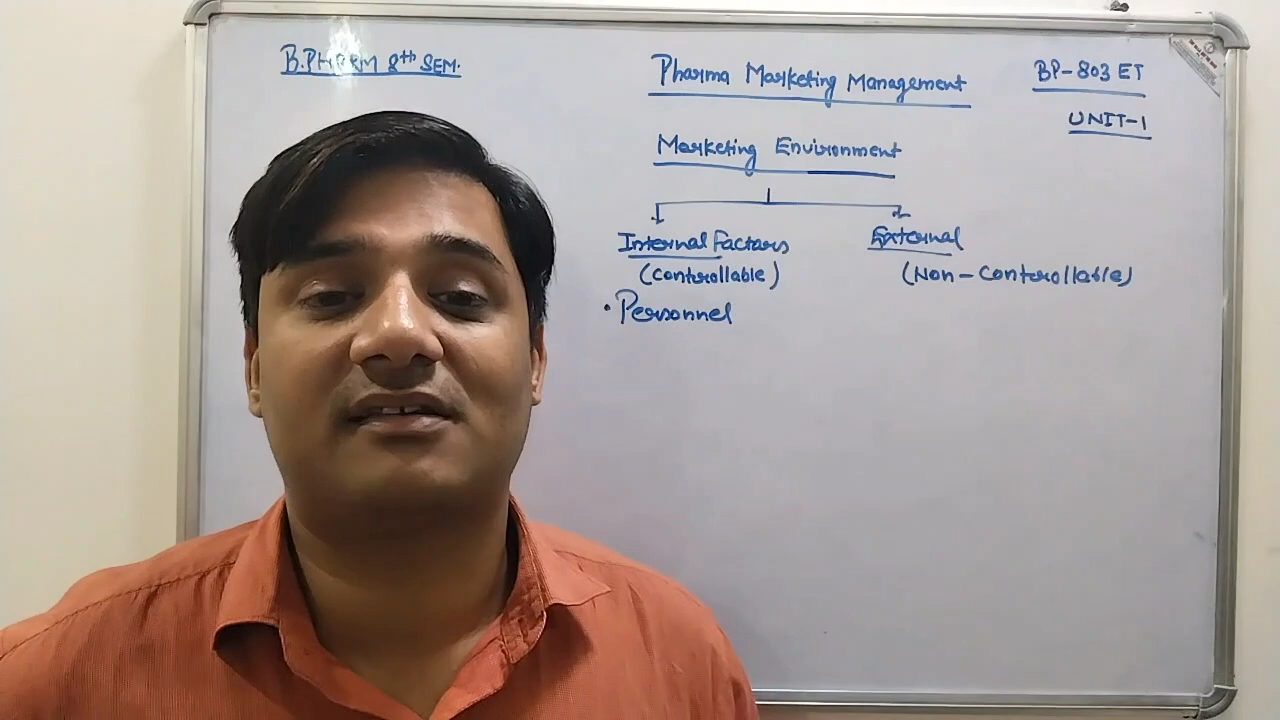 B.PHARM 8th SEM.
Pharma Marketing Management
BP-803 ET
UNIT-1
Marketing Environment
Internal Factors
External
(Controllable)
(Non-Controllable)
• Personnel